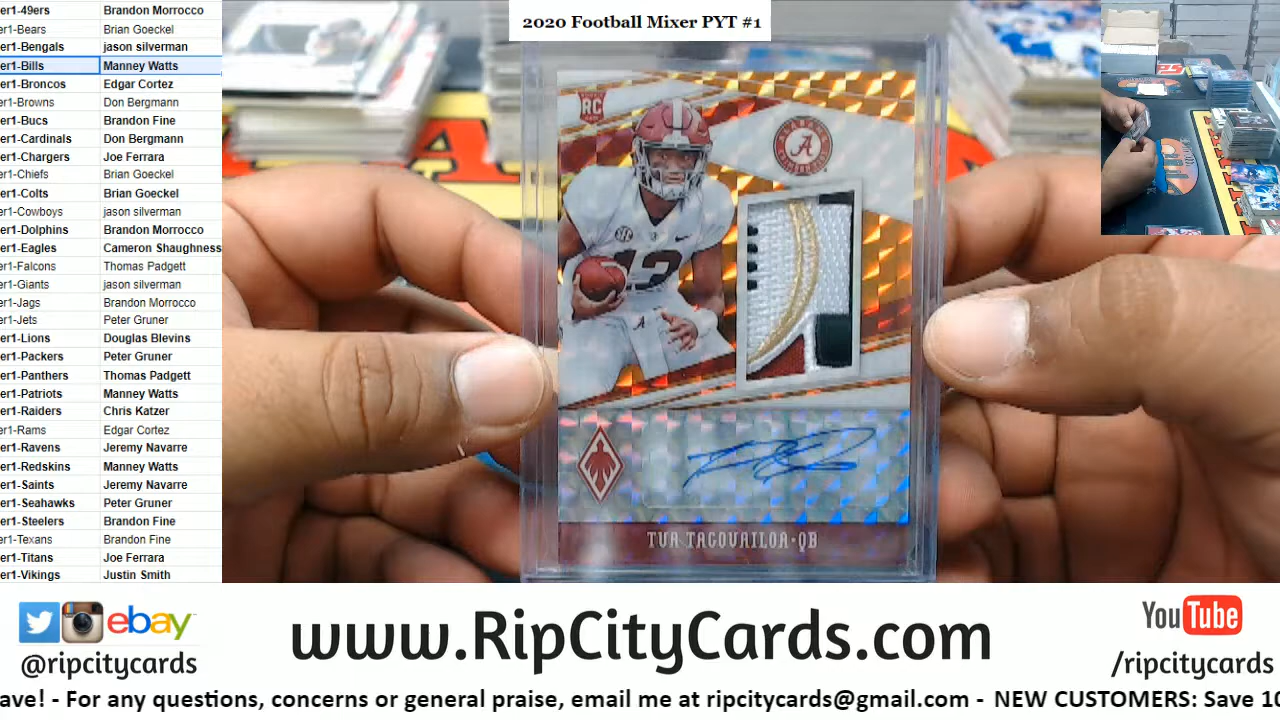 2020 Football Mixer PYT #1
er1-49ers Brandon Morrocco
er1-Bears Brian Goeckel
er1-Bengals jason silverman
er1-Bills Manney Watts
er1-Broncos Edgar Cortez
er1-Browns Don Bergmann
er1-Bucs Brandon Fine
er1-Cardinals Don Bergmann
er1-Chargers Joe Ferrara
er1-Chiefs Brian Goeckel
er1-Colts Brian Goeckel
er1-Cowboys jason silverman
er1-Dolphins Brandon Morrocco
er1-Eagles Cameron Shaughness
er1-Falcons Thomas Padgett
er1-Giants jason silverman
er1-Jags Brandon Morrocco
er1-Jets Peter Gruner
er1-Lions Douglas Blevins
er1-Packers Peter Gruner
er1-Panthers Thomas Padgett
er1-Patriots Manney Watts
er1-Raiders Chris Katzer
er1-Rams Edgar Cortez
er1-Ravens Jeremy Navarre
er1-Redskins Manney Watts
er1-Saints Jeremy Navarre
er1-Seahawks Peter Gruner
er1-Steelers Brandon Fine
er1-Texans Brandon Fine
er1-Titans Joe Ferrara
er1-Vikings Justin Smith
RC
ALABAMA
A
SEC
13
A
TUA TAGOVAILOA·QB
ebay
@ripcitycards
www.RipCityCards.com
YouTube
/ripcitycards
ave! - For any questions, concerns or general praise, email me at ripcitycards@gmail.com - NEW CUSTOMERS: Save 10